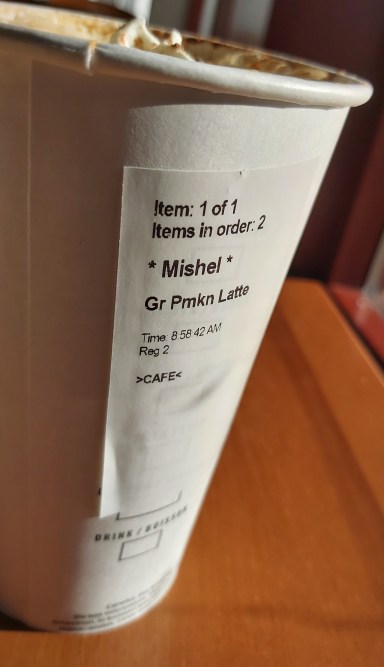 Item: 1 of 1
Items in order: 2
* Mishel *
Gr Pmkn Latte
Time: 8:58:42 AM
Reg 2
>CAFE<
DRINK / BOISSON